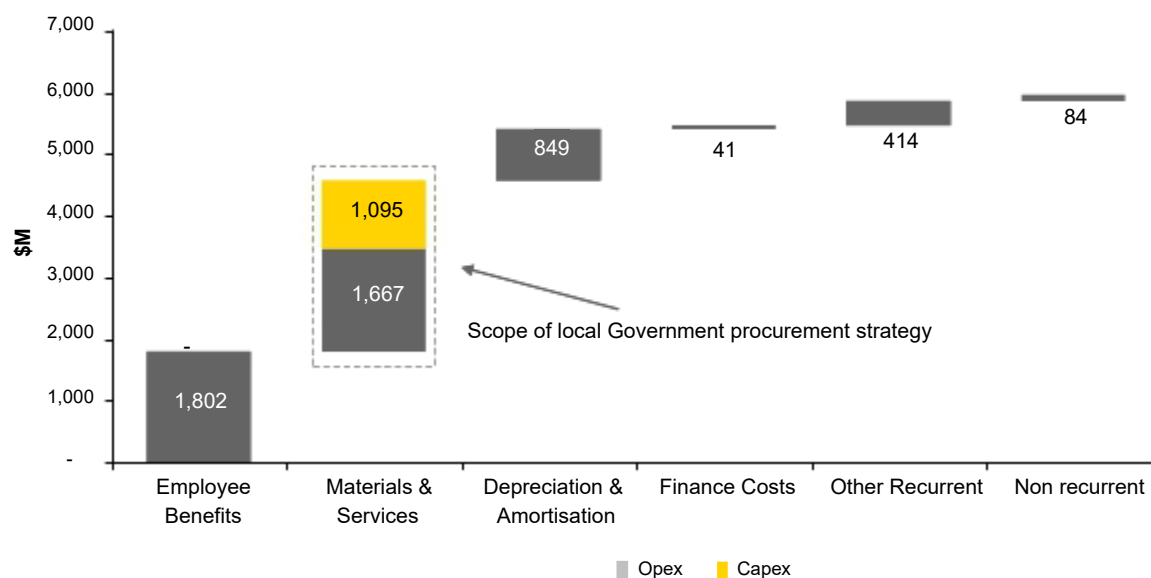 7,000
6,000
5,000
4,000
3,000
2,000
1,000
-
$M
-
1,802
1,095
1,667
849
41
414
84
Scope of local Government procurement strategy
Employee
Benefits
Materials &
Services
Depreciation &
Amortisation
Finance Costs
Other Recurrent
Non recurrent
Opex
Capex